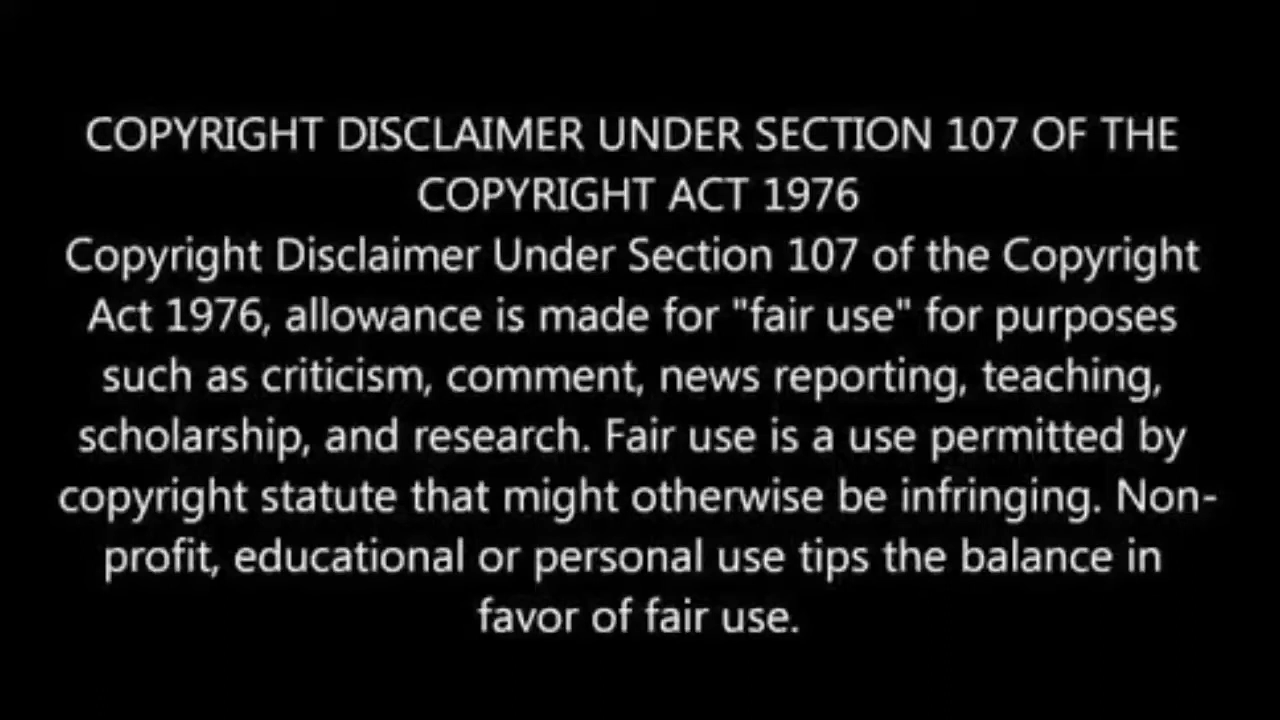 COPYRIGHT DISCLAIMER UNDER SECTION 107 OF THE
COPYRIGHT ACT 1976
Copyright Disclaimer Under Section 107 of the Copyright
Act 1976, allowance is made for "fair use" for purposes
such as criticism, comment, news reporting, teaching,
scholarship, and research. Fair use is a use permitted by
copyright statute that might otherwise be infringing. Non-
profit, educational or personal use tips the balance in
favor of fair use.